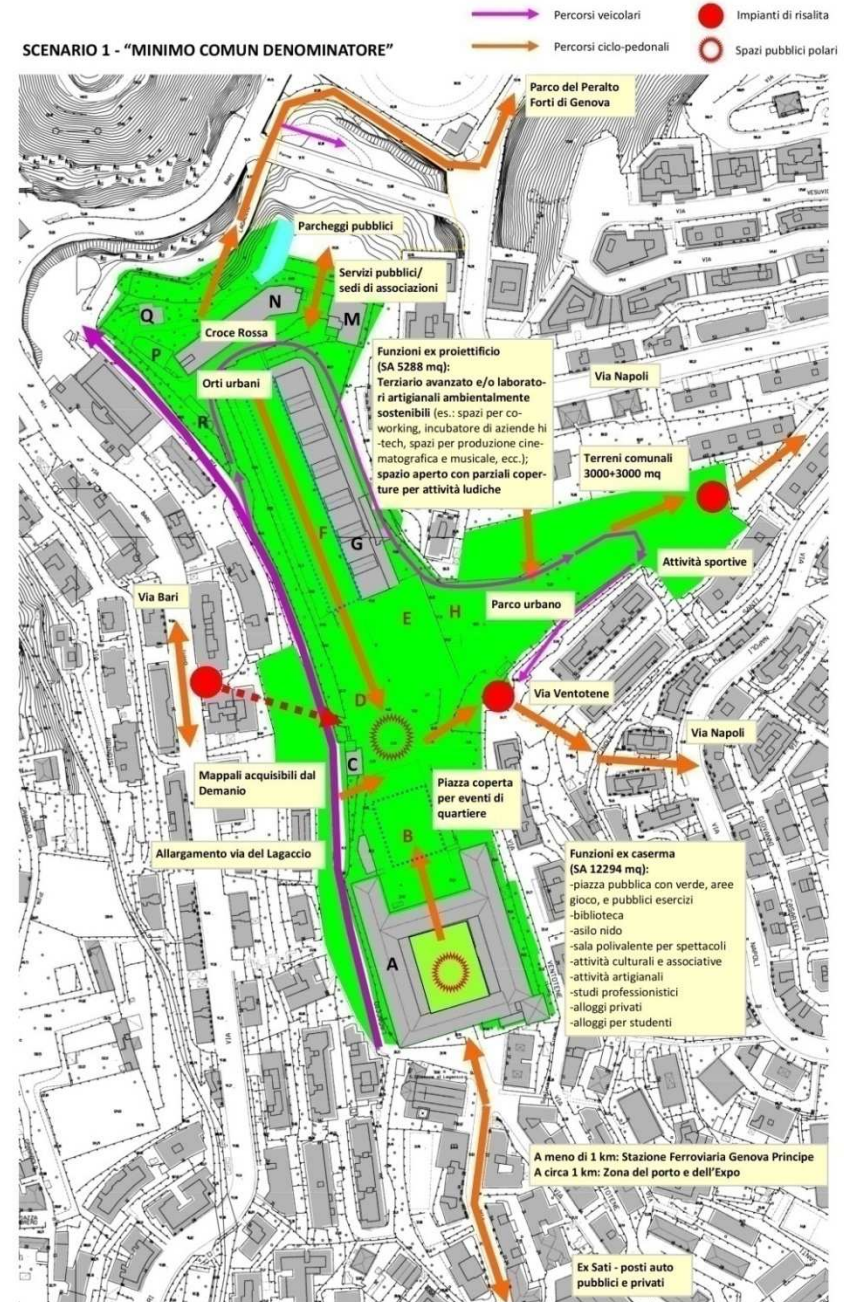 Percorsi veicolari
Impianti di risalita
SCENARIO 1 - “MINIMO COMUN DENOMINATORE”
Percorsi ciclo-pedonali
Spazi pubblici polari
Parco del Peralto
Forti di Genova
Parcheggi pubblici
Servizi pubblici/
sedi di associazioni
Q
N
M
Croce Rossa
P
Orti urbani
R
Funzioni ex proiettificio
(SA 5288 mq):
Terziario avanzato e/o laborato-
ri artigianali ambientalmente
sostenibili (es.: spazi per co-
working, incubatore di aziende hi
-tech, spazi per produzione cine-
matografica e musicale, ecc.);
spazio aperto con parziali coper-
ture per attività ludiche
Via Napoli
Terreni comunali
3000+3000 mq
F
G
Attività sportive
Via Bari
Parco urbano
E
H
D
Via Ventotene
Via Napoli
C
Mappali acquisibili dal
Demanio
Piazza coperta
per eventi di
quartiere
B
Allargamento via del Lagaccio
Funzioni ex caserma
(SA 12294 mq):
-piazza pubblica con verde, aree
gioco, e pubblici esercizi
-biblioteca
-asilo nido
-sala polivalente per spettacoli
-attività culturali e associative
-attività artigianali
-studi professionistici
-alloggi privati
-alloggi per studenti
A
A meno di 1 km: Stazione Ferroviaria Genova Principe
A circa 1 km: Zona del porto e dell’Expo
Ex Sati - posti auto
pubblici e privati
VIA
BARI
VIA
VIA
NAPOLI
VENTOTENE
NAPOLI
VIA